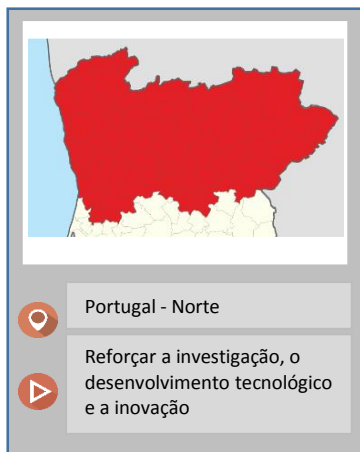 Portugal - Norte
Reforçar a investigação, o
desenvolvimento tecnológico
e a inovação